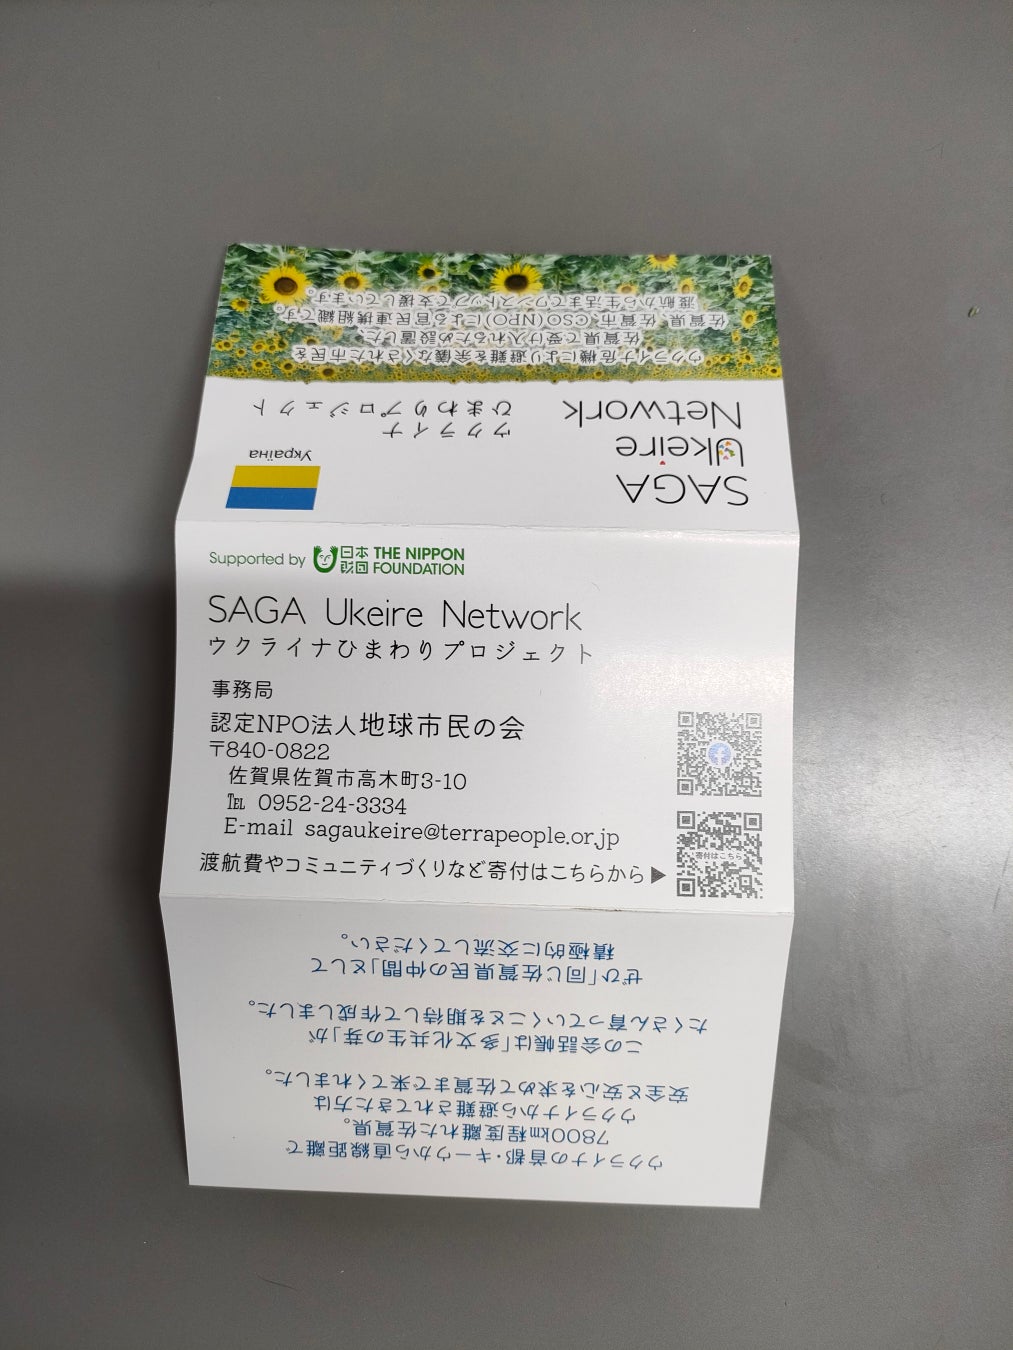 SAGA
Ukeire
Network
Україна
ウクライナ
ひまわりプロジェクト
ウクライナ危機により避難を余儀なくされた市民を
佐賀県で受け入れるため設置した、
佐賀県、佐賀市、CSO(NPO)による官民連携組織です。
渡航から生活までワンストップで支援しています。
Supported by 日本財団 THE NIPPON FOUNDATION
SAGA Ukeire Network
ウクライナひまわりプロジェクト
事務局
認定NPO法人地球市民の会
〒840-0822
佐賀県佐賀市高木町3-10
℡ 0952-24-3334
E-mail sagaukeire@terrapeople.or.jp
渡航費やコミュニティづくりなど寄付はこちらから▶
寄付はこちら
ウクライナの首都・キーウから直線距離で
7800km程度離れた佐賀県。
ウクライナから避難されてきた方たちは
安全と安心を求めて佐賀まで来てくれました。
この会話帳は「多文化共生の芽」が
たくさん育っていくことを期待して作成しました。
ぜひ「同じ佐賀県民の仲間」として
積極的に交流してください。